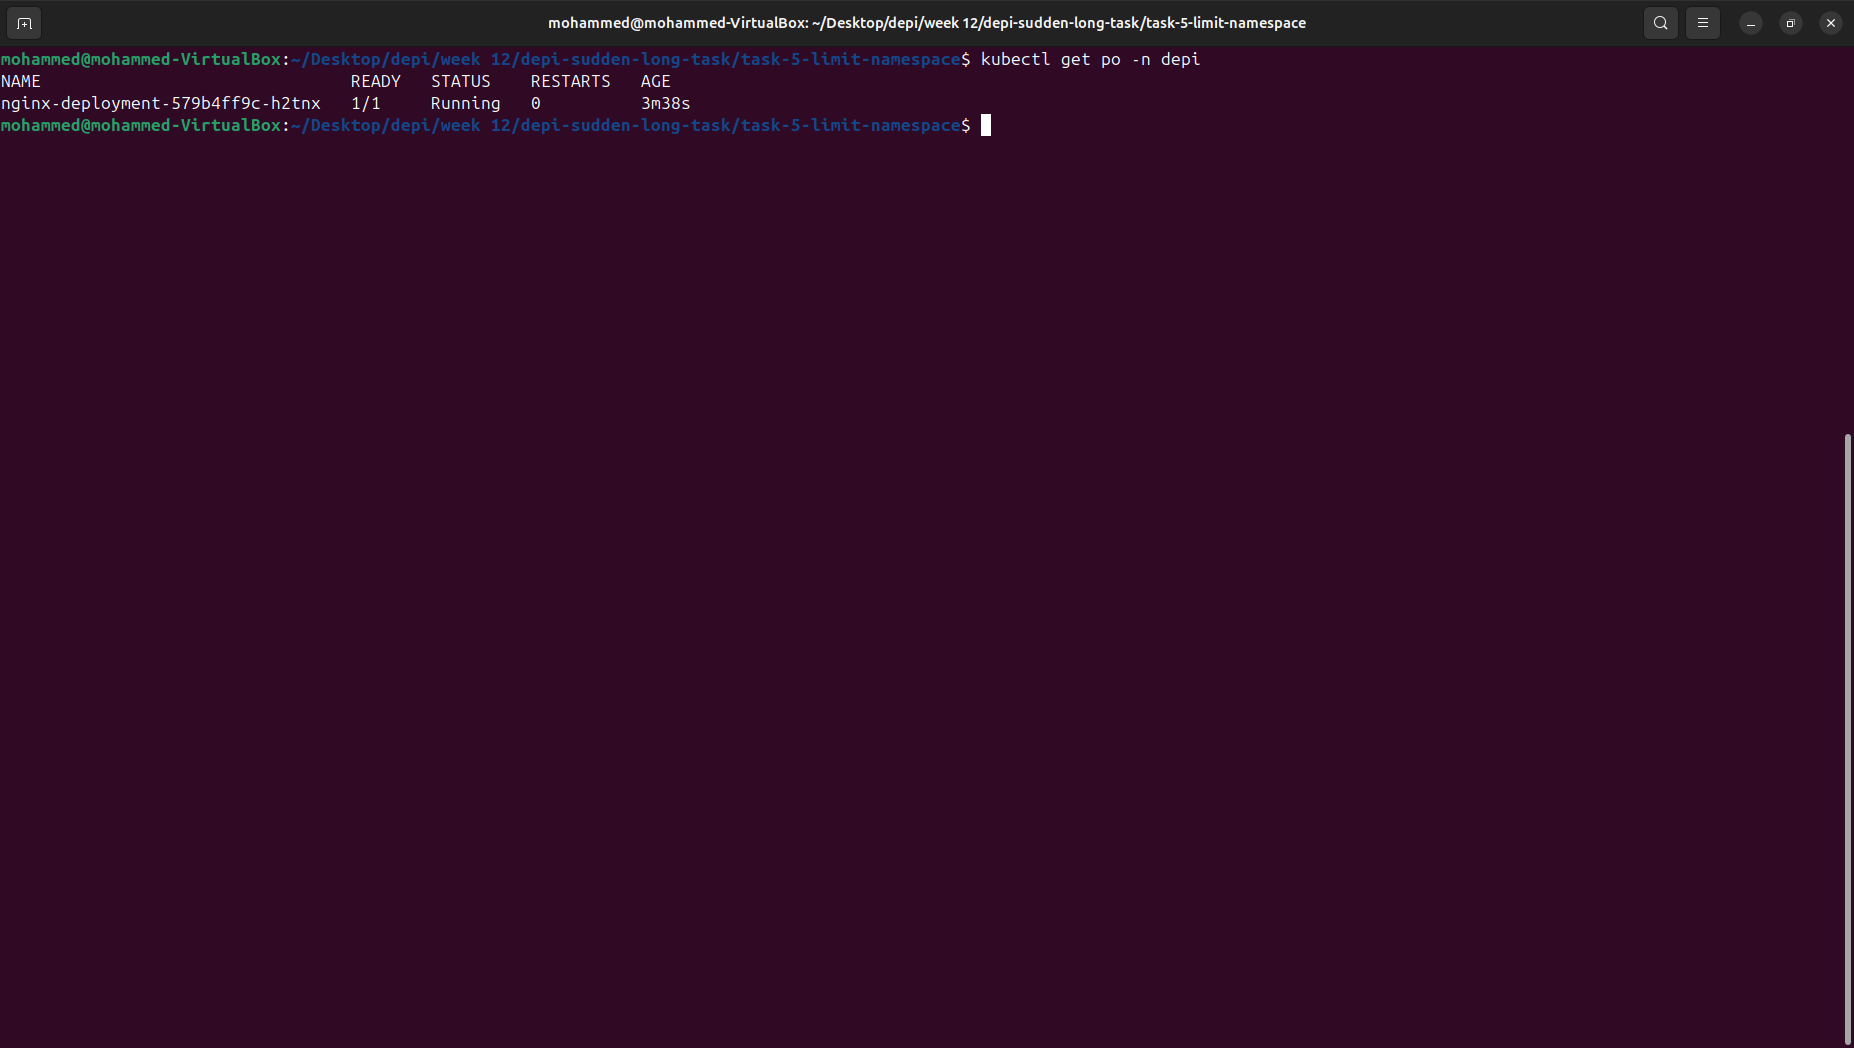 mohammed@mohammed-VirtualBox: ~/Desktop/depi/week 12/depi-sudden-long-task/task-5-limit-namespace
mohammed@mohammed-VirtualBox:~/Desktop/depi/week 12/depi-sudden-long-task/task-5-limit-namespace$ kubectl get po -n depi
NAME                               READY   STATUS    RESTARTS   AGE
nginx-deployment-579b4ff9c-h2tnx   1/1     Running   0          3m38s
mohammed@mohammed-VirtualBox:~/Desktop/depi/week 12/depi-sudden-long-task/task-5-limit-namespace$